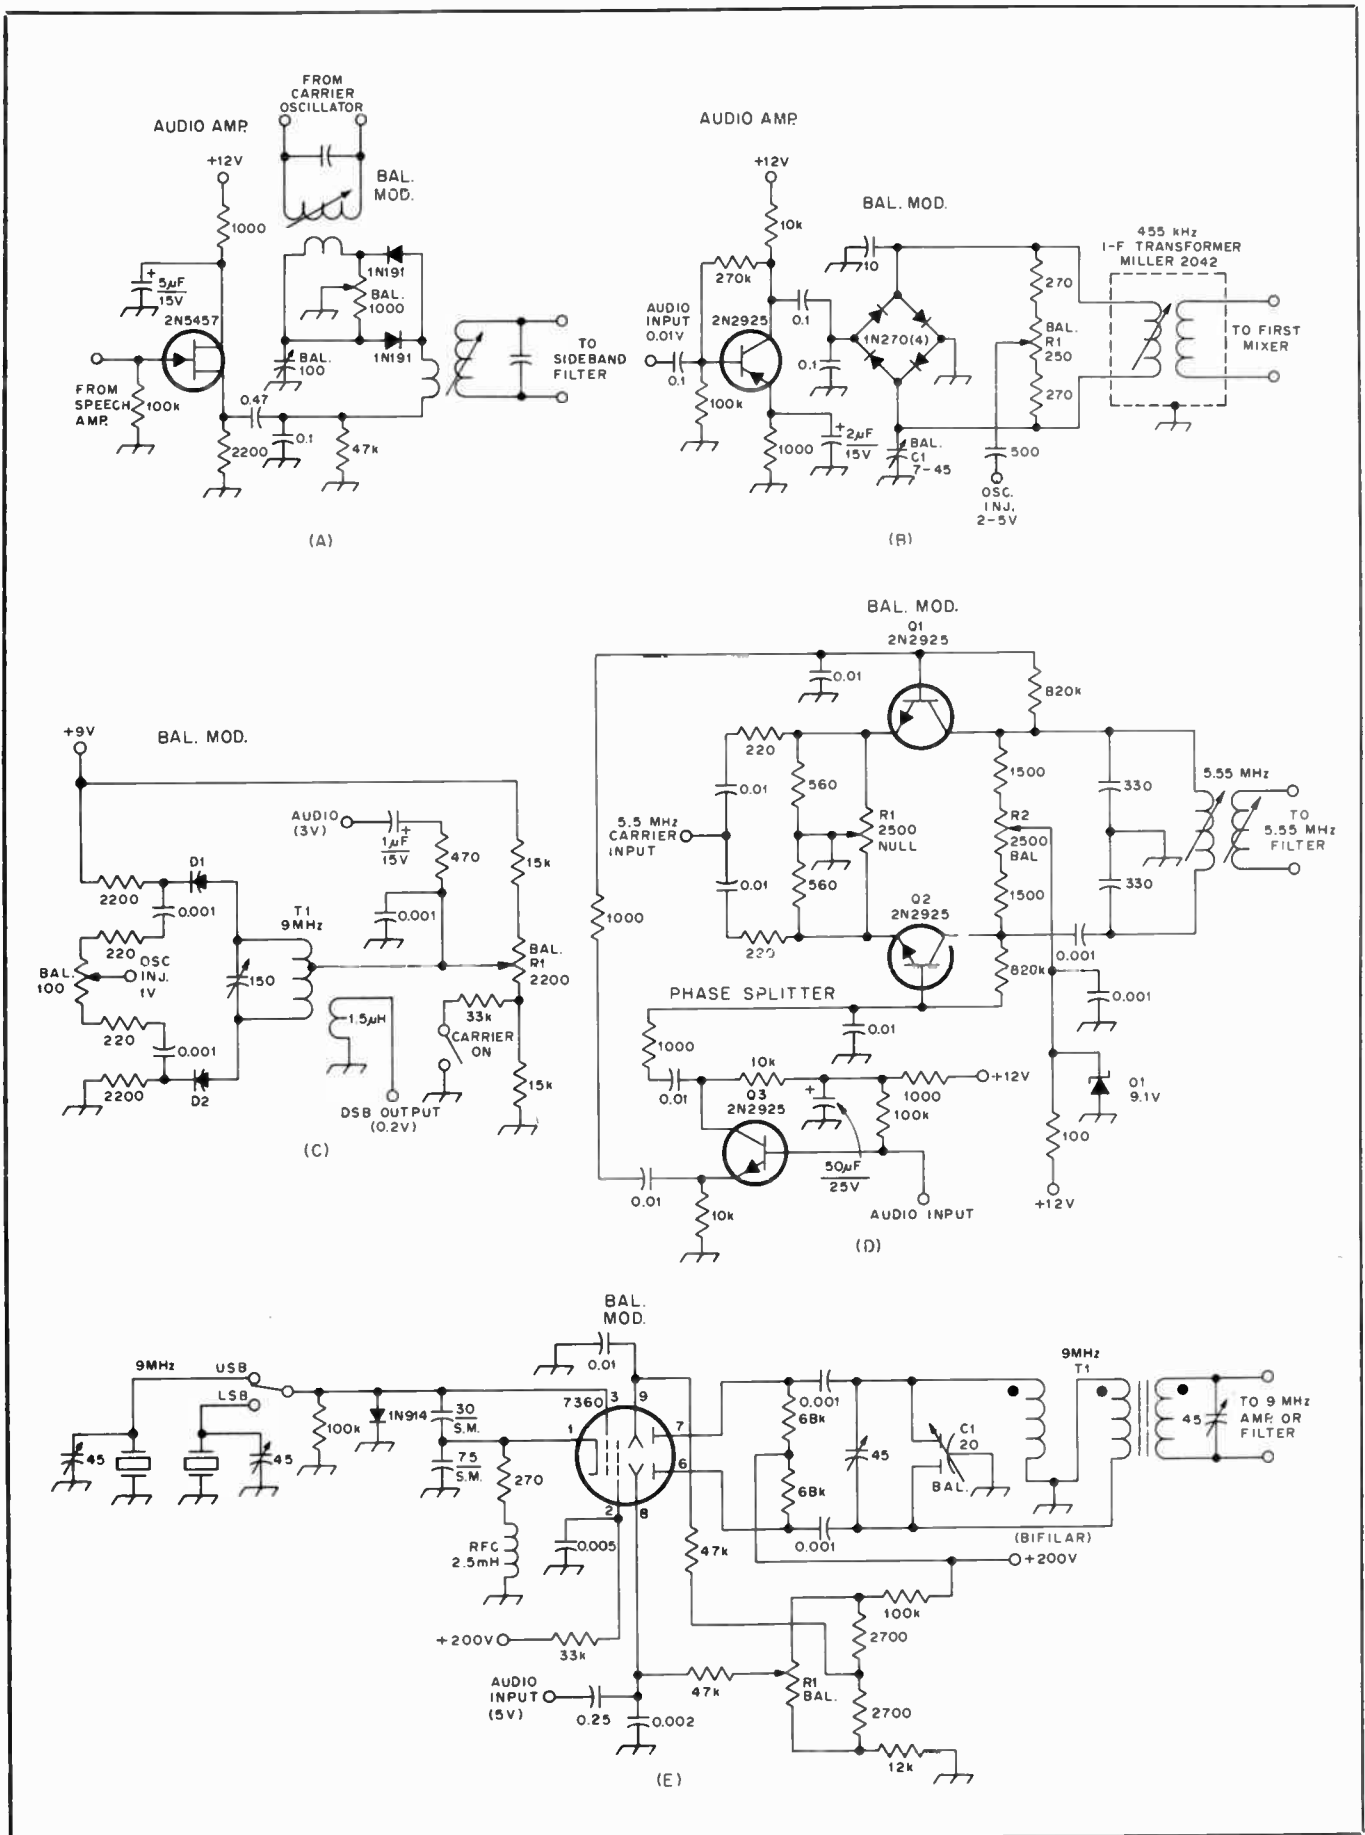 FROM
CARRIER
OSCILLATOR
AUDIO AMP.
+12V
BAL.
MOD.
1000
5µF
15V
+
1N191
BAL.
1000
2N5457
1N191
BAL.
100
TO
SIDEBAND
FILTER
FROM
SPEECH
AMP.
100k
0.47
0.1
2200
47k
(A)
AUDIO AMP.
+12V
10k
BAL. MOD.
10
270k
455 kHz
I-F TRANSFORMER
MILLER 2042
270
AUDIO
INPUT
0.01V
2N2925
0.1
1N270(4)
BAL.
R1
250
TO FIRST
MIXER
0.1
0.1
270
100k
+
2µF
15V
1000
BAL.
C1
7-45
500
OSC.
INJ.
2-5V
(B)
+9V
BAL. MOD.
AUDIO
(3V)
1µF
15V
+
470
15k
D1
2200
0.001
0.001
T1
9MHz
220
OSC
INJ.
1V
BAL.
100
150
BAL.
R1
2200
1.5µH
33k
CARRIER
ON
220
0.001
15k
2200
D2
DSB OUTPUT
(0.2V)
(C)
BAL. MOD.
Q1
2N2925
0.01
820k
220
560
0.01
1500
330
5.55 MHz
5.5 MHz
CARRIER
INPUT
R1
2500
NULL
R2
2500
BAL
TO
5.55 MHz
FILTER
0.01
560
1500
330
1000
Q2
2N2925
220
0.001
820k
PHASE SPLITTER
0.01
0.001
1000
10k
+12V
0.01
Q3
2N2925
+
1000
100k
D1
9.1V
50µF
25V
100
0.01
10k
AUDIO INPUT
+12V
(D)
BAL.
MOD.
0.01
9MHz
USB
LSB
7360
3
9
9MHz
T1
100k
1N914
30
S.M.
1
7
0.001
68k
45
C1
20
45
TO 9 MHz
AMP. OR
FILTER
45
45
75
S.M.
270
6
68k
BAL.
2
8
RFC
2.5mH
0.005
47k
0.001
(BIFILAR)
+200V
100k
2700
+200V
33k
47k
R1
BAL.
AUDIO
INPUT
(5V)
0.25
0.002
2700
12k
(E)